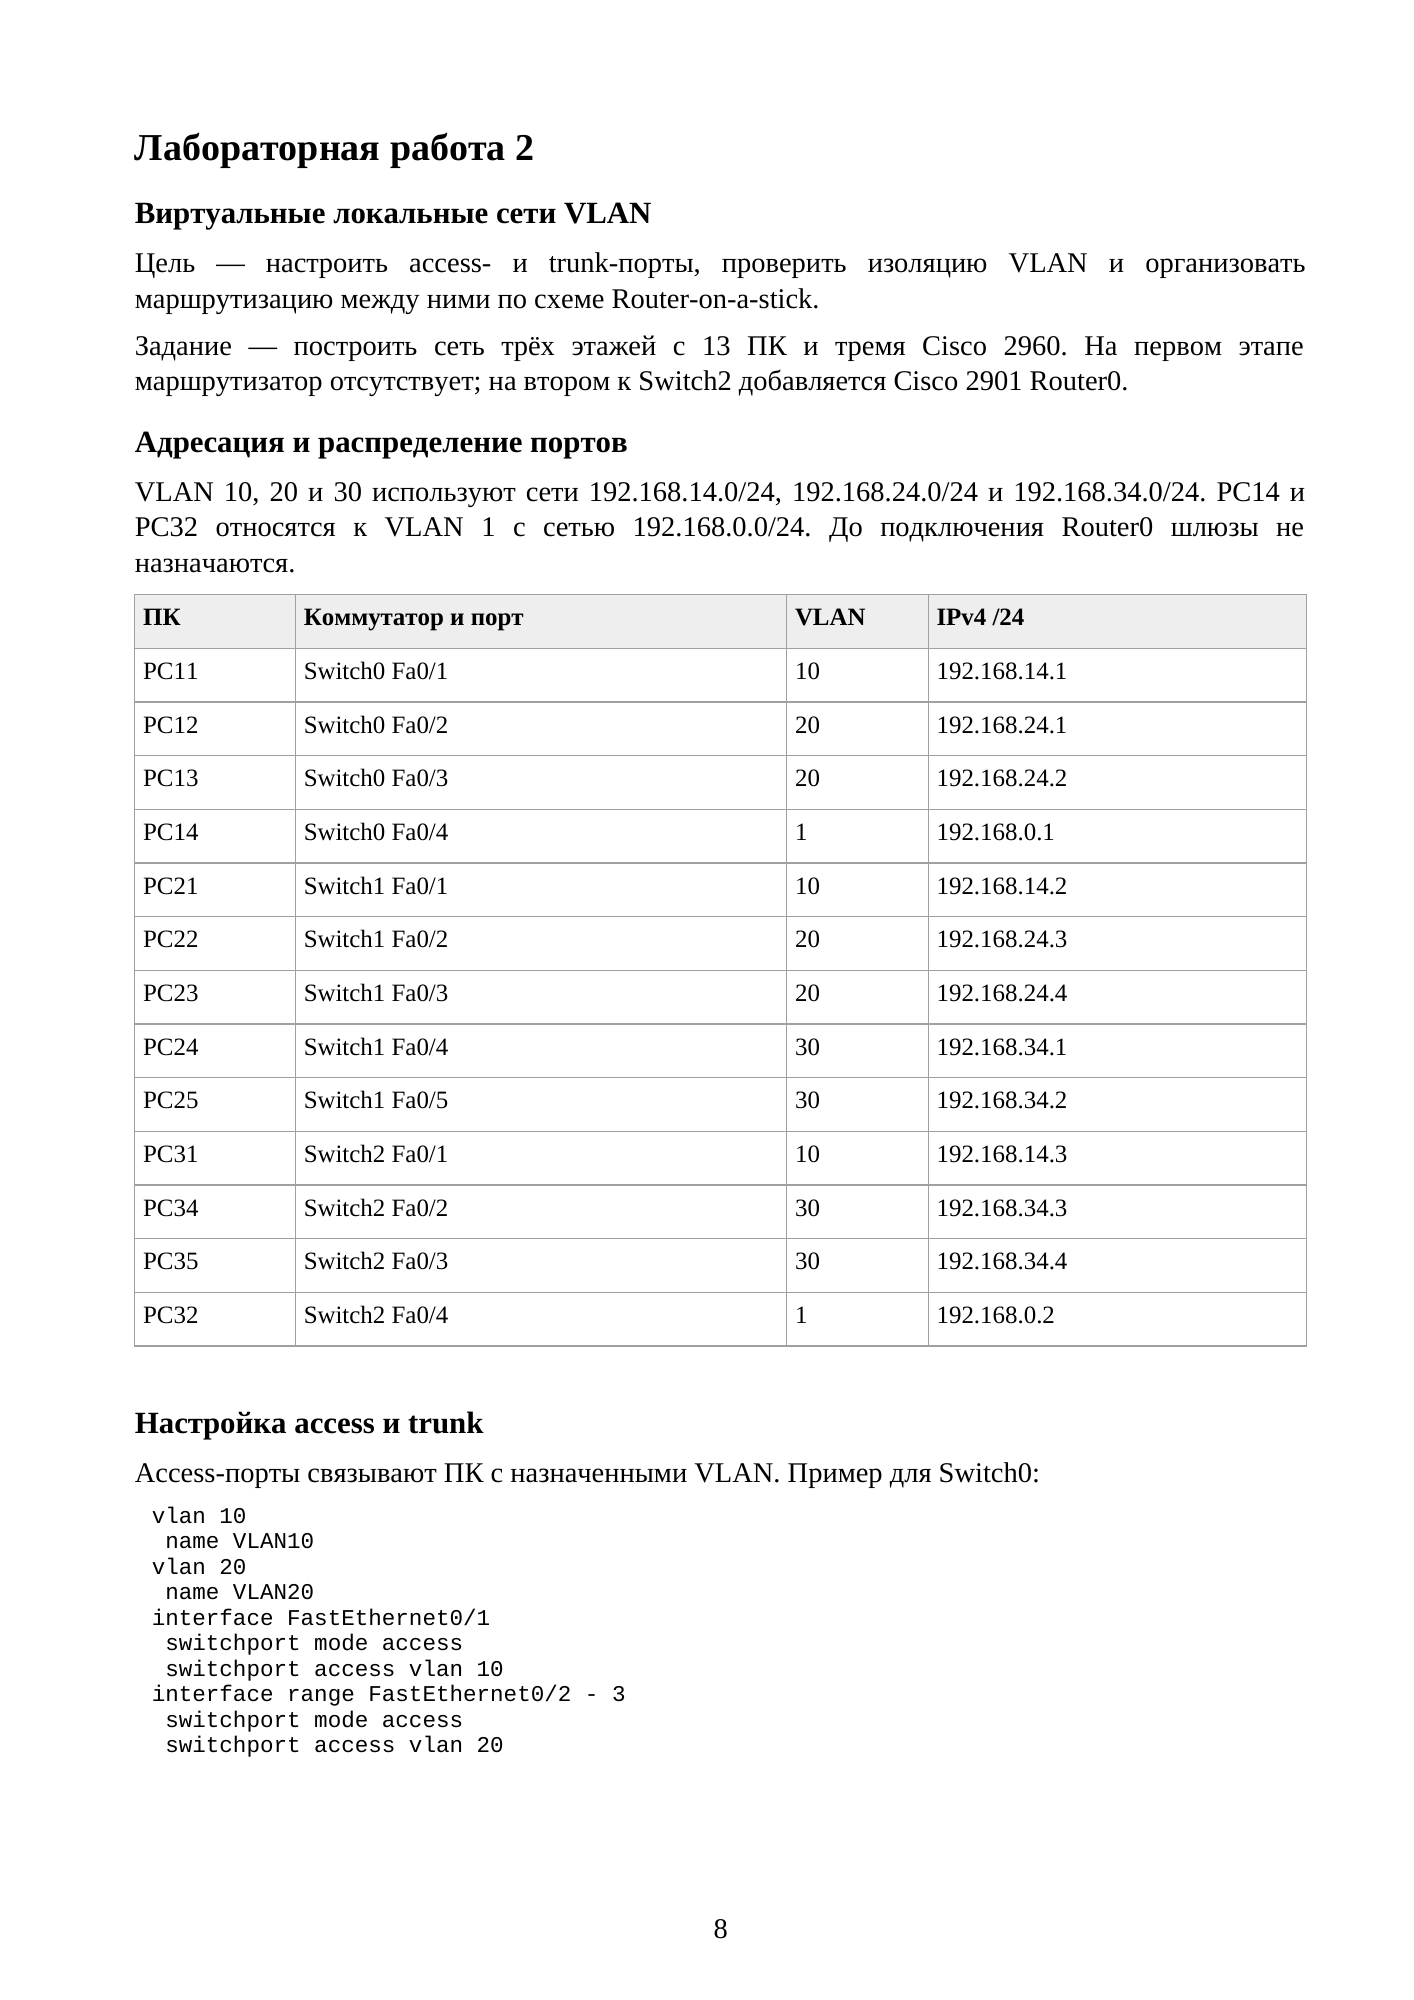 Лабораторная работа 2
Виртуальные локальные сети VLAN
Цель — настроить access- и trunk-порты, проверить изоляцию VLAN и организовать
маршрутизацию между ними по схеме Router-on-a-stick.
Задание — построить сеть трёх этажей с 13 ПК и тремя Cisco 2960. На первом этапе
маршрутизатор отсутствует; на втором к Switch2 добавляется Cisco 2901 Router0.
Адресация и распределение портов
VLAN 10, 20 и 30 используют сети 192.168.14.0/24, 192.168.24.0/24 и 192.168.34.0/24. PC14 и
PC32 относятся к VLAN 1 с сетью 192.168.0.0/24. До подключения Router0 шлюзы не
назначаются.
ПК Коммутатор и порт VLAN IPv4 /24
PC11 Switch0 Fa0/1 10 192.168.14.1
PC12 Switch0 Fa0/2 20 192.168.24.1
PC13 Switch0 Fa0/3 20 192.168.24.2
PC14 Switch0 Fa0/4 1 192.168.0.1
PC21 Switch1 Fa0/1 10 192.168.14.2
PC22 Switch1 Fa0/2 20 192.168.24.3
PC23 Switch1 Fa0/3 20 192.168.24.4
PC24 Switch1 Fa0/4 30 192.168.34.1
PC25 Switch1 Fa0/5 30 192.168.34.2
PC31 Switch2 Fa0/1 10 192.168.14.3
PC34 Switch2 Fa0/2 30 192.168.34.3
PC35 Switch2 Fa0/3 30 192.168.34.4
PC32 Switch2 Fa0/4 1 192.168.0.2
Настройка access и trunk
Access-порты связывают ПК с назначенными VLAN. Пример для Switch0:
vlan 10
 name VLAN10
vlan 20
 name VLAN20
interface FastEthernet0/1
 switchport mode access
 switchport access vlan 10
interface range FastEthernet0/2 - 3
 switchport mode access
 switchport access vlan 20
8